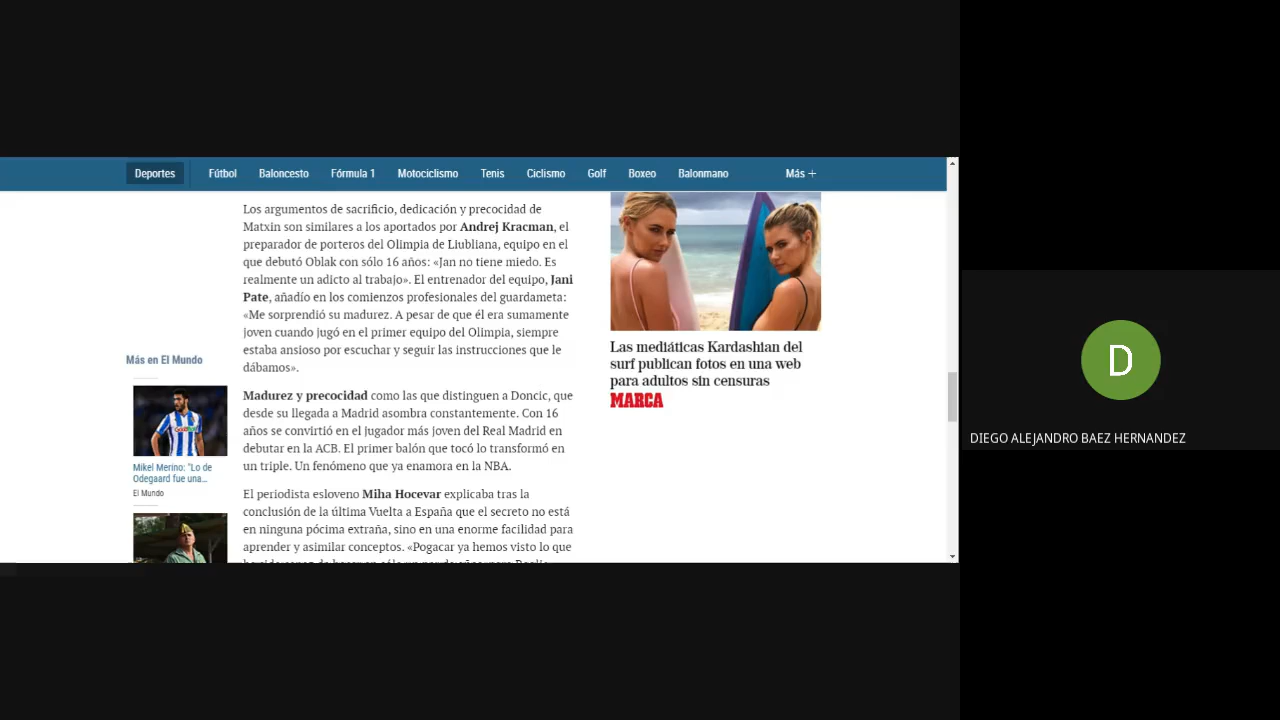 Deportes
Fútbol
Baloncesto
Fórmula 1
Motociclismo
Tenis
Ciclismo
Golf
Boxeo
Balonmano
Más +
Los argumentos de sacrificio, dedicación y precocidad de
Matxin son similares a los aportados por Andrej Kracman, el
preparador de porteros del Olimpia de Liubliana, equipo en el
que debutó Oblak con sólo 16 años: «Jan no tiene miedo. Es
realmente un adicto al trabajo». El entrenador del equipo, Jani
Pate, añadío en los comienzos profesionales del guardameta:
«Me sorprendió su madurez. A pesar de que él era sumamente
joven cuando jugó en el primer equipo del Olimpia, siempre
estaba ansioso por escuchar y seguir las instrucciones que le
dábamos».
Madurez y precocidad como las que distinguen a Doncic, que
desde su llegada a Madrid asombra constantemente. Con 16
años se convirtió en el jugador más joven del Real Madrid en
debutar en la ACB. El primer balón que tocó lo transformó en
un triple. Un fenómeno que ya enamora en la NBA.
El periodista esloveno Miha Hocevar explicaba tras la
conclusión de la última Vuelta a España que el secreto no está
en ninguna pócima extraña, sino en una enorme facilidad para
aprender y asimilar conceptos. «Pogacar ya hemos visto lo que
Más en El Mundo
Mikel Merino: "Lo de
Odegaard fue una...
El Mundo
Las mediáticas Kardashian del
surf publican fotos en una web
para adultos sin censuras
MARCA
D
DIEGO ALEJANDRO BAEZ HERNANDEZ